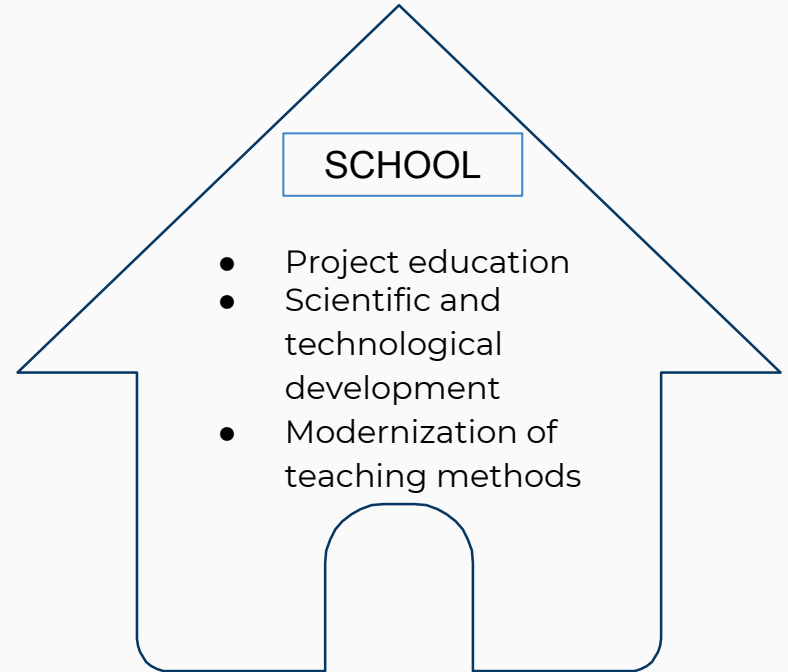 SCHOOL
● Project education
● Scientific and
technological
development
● Modernization of
teaching methods